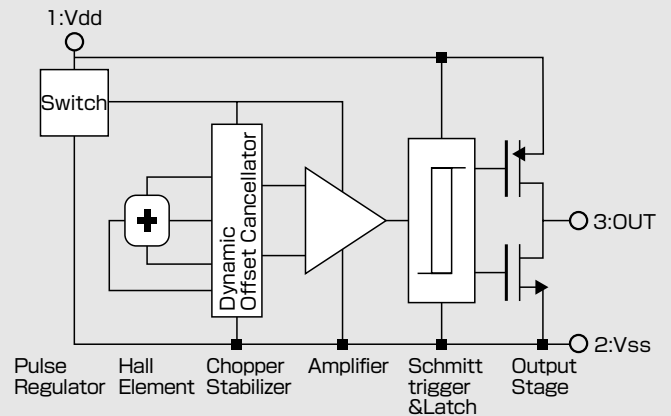 1:Vdd
Switch
Dynamic
Offset Cancellator
3:OUT
2:Vss
Pulse
Regulator
Hall
Element
Chopper
Stabilizer
Amplifier
Schmitt
trigger
&Latch
Output
Stage